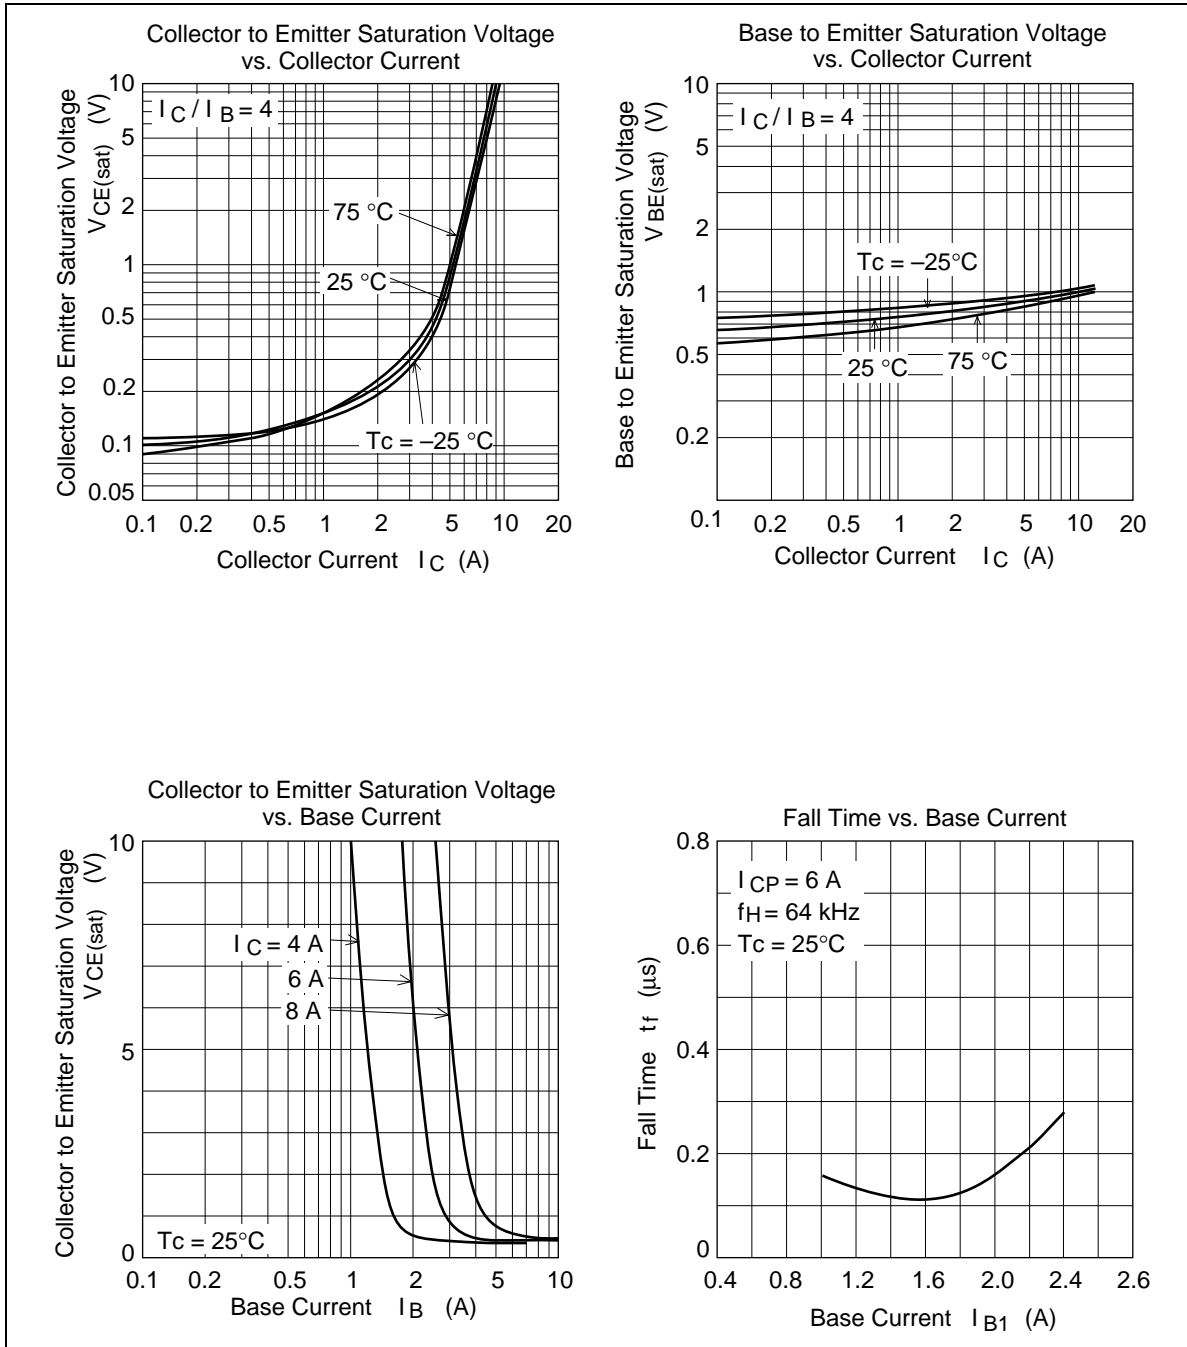 Collector to Emitter Saturation Voltage
vs. Collector Current
Collector to Emitter Saturation Voltage
V CE(sat) (V)
10
5
2
1
0.5
0.2
0.1
0.05
I C / I B = 4
75 °C
25 °C
Tc = –25 °C
0.1 0.2 0.5 1 2 5 10 20
Collector Current I C (A)
Base to Emitter Saturation Voltage
vs. Collector Current
Base to Emitter Saturation Voltage
V BE(sat) (V)
10
5
2
1
0.5
0.2
I C / I B = 4
Tc = –25°C
25 °C
75 °C
0.1 0.2 0.5 1 2 5 10 20
Collector Current I C (A)
Collector to Emitter Saturation Voltage
vs. Base Current
Collector to Emitter Saturation Voltage
V CE(sat) (V)
10
5
0
I C = 4 A
6 A
8 A
Tc = 25°C
0.1 0.2 0.5 1 2 5 10
Base Current I B (A)
Fall Time vs. Base Current
Fall Time t f (µs)
0.8
0.6
0.4
0.2
0
I CP = 6 A
f H = 64 kHz
Tc = 25°C
0.4 0.8 1.2 1.6 2.0 2.4 2.6
Base Current I B1 (A)